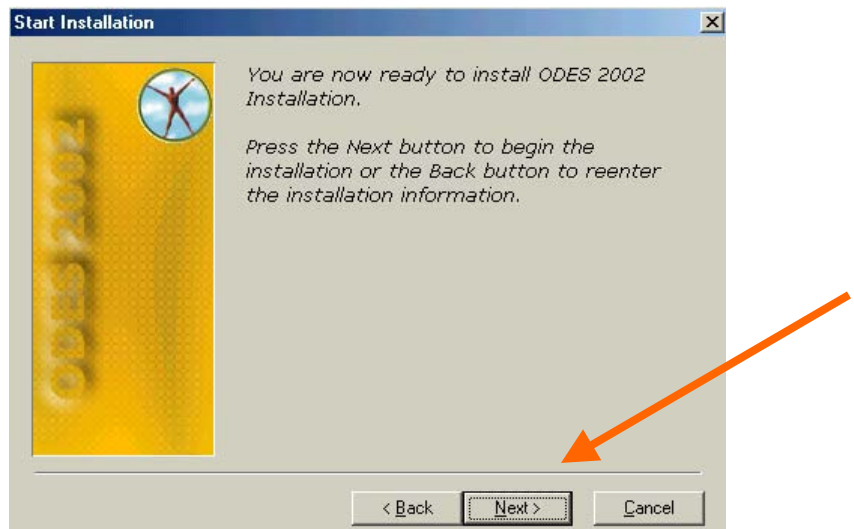 Start Installation
ODES 2002
You are now ready to install ODES 2002
Installation.
Press the Next button to begin the
installation or the Back button to reenter
the installation information.
< Back Next > Cancel